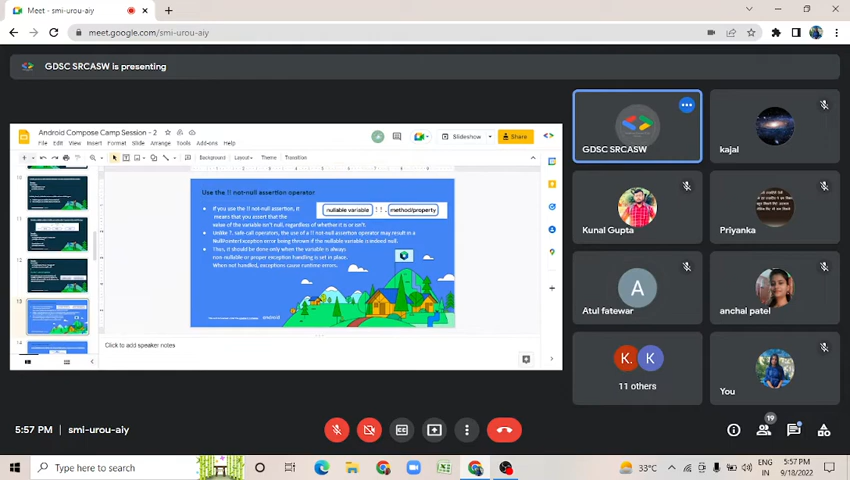 Meet - smi-urou-aiy
meet.google.com/smi-urou-aiy
GDSC SRCASW is presenting
Android Compose Camp Session - 2
File Edit View Insert Format Slide Arrange Tools Add-ons Help
Slideshow
Share
Background Layout Theme Transition
10
11
12
13
14
Use the !! not-null assertion operator
If you use the !! not-null assertion, it
means that you assert that the
value of the variable isn't null, regardless of whether it is or isn't.
Unlike ?. safe-call operators, the use of a !! not-null assertion operator may result in a
NullPointerException error being thrown if the nullable variable is indeed null.
Thus, it should be done only when the variable is always
non-nullable or proper exception handling is set in place.
When not handled, exceptions cause runtime errors.
nullable variable !! . method/property
android
Click to add speaker notes
GDSC SRCASW
kajal
Kunal Gupta
Priyanka
A
Atul fatewar
anchal patel
K. K
11 others
You
5:57 PM | smi-urou-aiy
19
Type here to search
33°C
ENG
IN
5:57 PM
9/18/2022